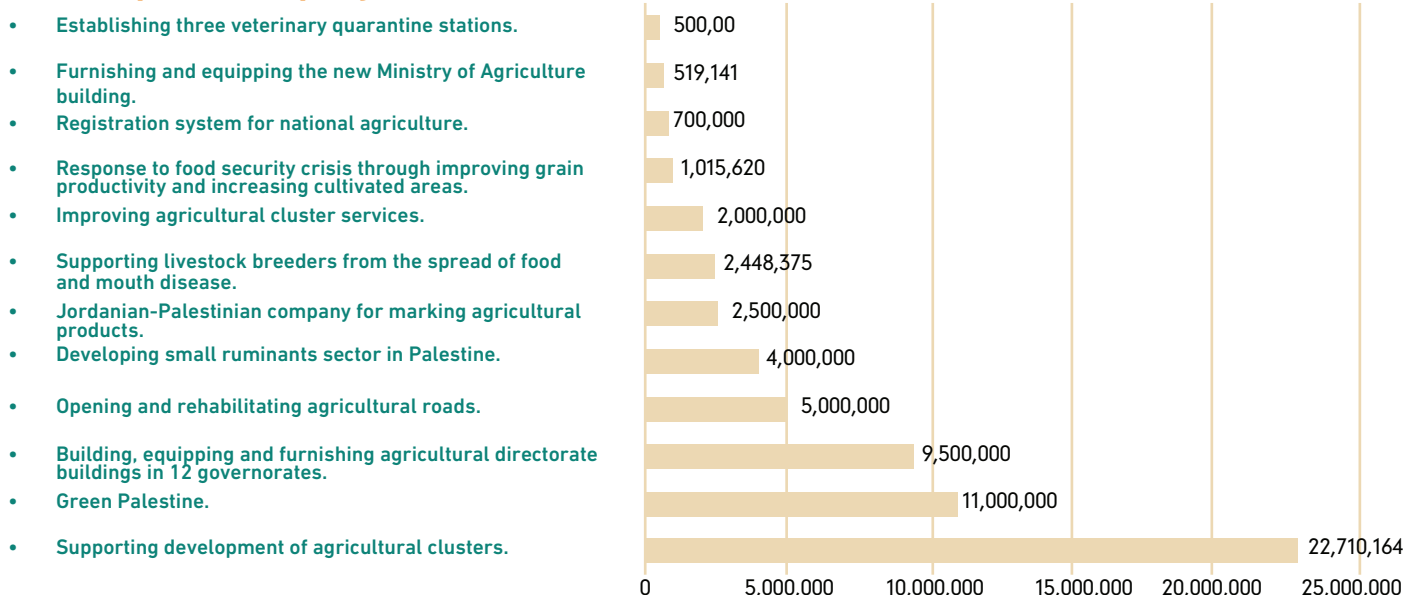 • Establishing three veterinary quarantine stations. 500,00
• Furnishing and equipping the new Ministry of Agriculture 519,141
building.
• Registration system for national agriculture. 700,000
• Response to food security crisis through improving grain 1,015,620
productivity and increasing cultivated areas.
• Improving agricultural cluster services. 2,000,000
• Supporting livestock breeders from the spread of food 2,448,375
and mouth disease.
• Jordanian-Palestinian company for marking agricultural 2,500,000
products.
• Developing small ruminants sector in Palestine. 4,000,000
• Opening and rehabilitating agricultural roads. 5,000,000
• Building, equipping and furnishing agricultural directorate 9,500,000
buildings in 12 governorates.
• Green Palestine. 11,000,000
• Supporting development of agricultural clusters. 22,710,164
0 5,000,000 10,000,000 15,000,000 20,000,000 25,000,000